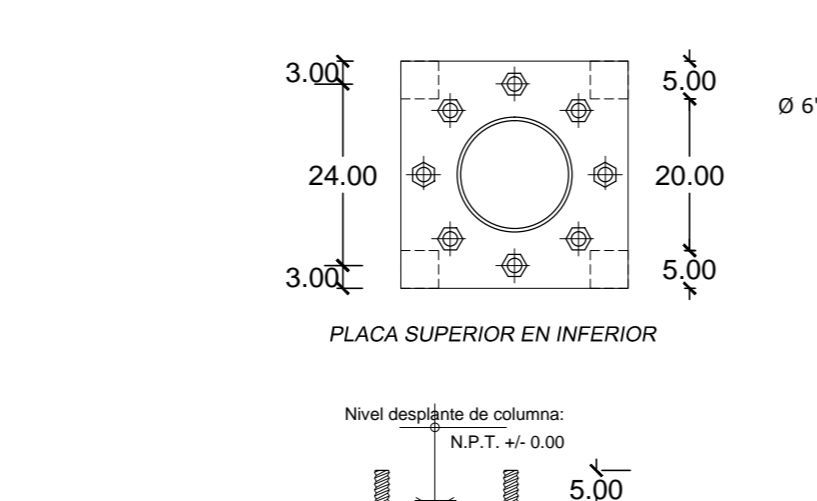 3.00
5.00
Ø 6'
24.00
20.00
3.00
5.00
PLACA SUPERIOR EN INFERIOR
Nivel desplante de columna:
N.P.T. +/- 0.00
5.00